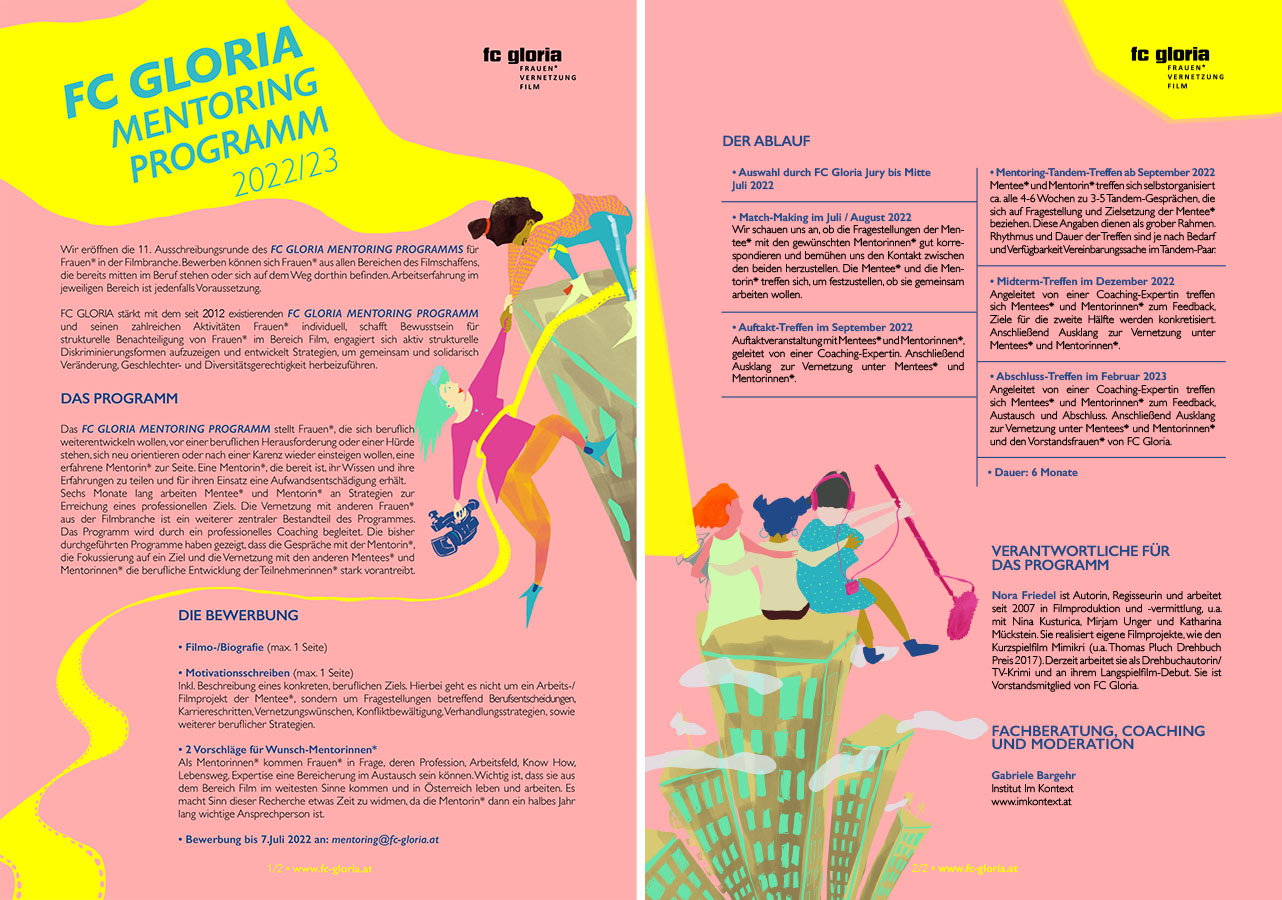 FC GLORIA
MENTORING
PROGRAMM
2022/23
fc gloria
FRAUEN*
VERNETZUNG
FILM
Wir eröffnen die 11. Ausschreibungsrunde des FC GLORIA MENTORING PROGRAMMS für
Frauen* in der Filmbranche. Bewerben können sich Frauen* aus allen Bereichen des Filmschaffens,
die bereits mitten im Beruf stehen oder sich auf dem Weg dorthin befinden. Arbeitserfahrung im
jeweiligen Bereich ist jedenfalls Voraussetzung.
FC GLORIA stärkt mit dem seit 2012 existierenden FC GLORIA MENTORING PROGRAMM
und seinen zahlreichen Aktivitäten Frauen* individuell, schafft Bewusstsein für
strukturelle Benachteiligung von Frauen* im Bereich Film, engagiert sich aktiv strukturelle
Diskriminierungsformen aufzuzeigen und entwickelt Strategien, um gemeinsam und solidarisch
Veränderung, Geschlechter- und Diversitätsgerechtigkeit herbeizuführen.
DAS PROGRAMM
Das FC GLORIA MENTORING PROGRAMM stellt Frauen*, die sich beruflich
weiterentwickeln wollen, vor einer beruflichen Herausforderung oder einer Hürde
stehen, sich neu orientieren oder nach einer Karenz wieder einsteigen wollen, eine
erfahrene Mentorin* zur Seite. Eine Mentorin*, die bereit ist, ihr Wissen und ihre
Erfahrungen zu teilen und für ihren Einsatz eine Aufwandsentschädigung erhält.
Sechs Monate lang arbeiten Mentee* und Mentorin* an Strategien zur
Erreichung eines professionellen Ziels. Die Vernetzung mit anderen Frauen*
aus der Filmbranche ist ein weiterer zentraler Bestandteil des Programes.
Das Programm wird durch ein professionelles Coaching begleitet. Die bisher
durchgeführten Programme haben gezeigt, dass die Gespräche mit der Mentorin*,
die Fokussierung auf ein Ziel und die Vernetzung mit den anderen Mentees* und
Mentorinnen* die berufliche Entwicklung der Teilnehmerinnen* stark vorantreibt.
DIE BEWERBUNG
• Filmo-/Biografie (max. 1 Seite)
• Motivationsschreiben (max. 1 Seite)
Inkl. Beschreibung eines konkreten, beruflichen Ziels. Hierbei geht es nicht um ein Arbeits-/
Filmprojekt der Mentee*, sondern um Fragestellungen betreffend Berufsentscheidungen,
Karriereschritten, Vernetzungswünschen, Konfliktbewältigung, Verhandlungsstrategien, sowie
weiterer beruflicher Strategien.
• 2 Vorschläge für Wunsch-Mentorinnen*
Als Mentorinnen* kommen Frauen* in Frage, deren Profession, Arbeitsfeld, Know How,
Lebensweg, Expertise eine Bereicherung im Austausch sein können. Wichtig ist, dass sie aus
dem Bereich Film im weitesten Sinne kommen und in Österreich leben und arbeiten. Es
macht Sinn dieser Recherche etwas Zeit zu widmen, da die Mentorin* dann ein halbes Jahr
lang wichtige Ansprechperson ist.
• Bewerbung bis 7.Juli 2022 an: mentoring@fc-gloria.at
1/2 • www.fc-gloria.at
fc gloria
FRAUEN*
VERNETZUNG
FILM
DER ABLAUF
• Auswahl durch FC Gloria Jury bis Mitte
Juli 2022
• Match-Making im Juli / August 2022
Wir schauen uns an, ob die Fragestellungen der Men-
tee* mit den gewünschten Mentorinnen* gut korre-
spondieren und bemühen uns den Kontakt zwischen
den beiden herzustellen. Die Mentee* und die Men-
torin* treffen sich, um festzustellen, ob sie gemeinsam
arbeiten wollen.
• Auftakt-Treffen im September 2022
Auftaktveranstaltung mit Mentees* und Mentorinnen*,
geleitet von einer Coaching-Expertin. Anschließend
Ausklang zur Vernetzung unter Mentees* und
Mentorinnen*.
• Mentoring-Tandem-Treffen ab September 2022
Mentee* und Mentorin* treffen sich selbstorganisiert
ca. alle 4-6 Wochen zu 3-5 Tandem-Gesprächen, die
sich auf Fragestellung und Zielsetzung der Mentee*
beziehen. Diese Angaben dienen als grober Rahmen.
Rhythmus und Dauer der Treffen sind je nach Bedarf
und Verfügbarkeit Vereinbarungssache im Tandem-Paar.
• Midterm-Treffen im Dezember 2022
Angeleitet von einer Coaching-Expertin treffen
sich Mentees* und Mentorinnen* zum Feedback,
Ziele für die zweite Hälfte werden konkretisiert.
Anschließend Ausklang zur Vernetzung unter
Mentees* und Mentorinnen*.
• Abschluss-Treffen im Februar 2023
Angeleitet von einer Coaching-Expertin treffen
sich Mentees* und Mentorinnen* zum Feedback,
Austausch und Abschluss. Anschließend Ausklang
zur Vernetzung unter Mentees* und Mentorinnen*
und den Vorstandsfrauen* von FC Gloria.
• Dauer: 6 Monate
VERANTWORTLICHE FÜR
DAS PROGRAMM
Nora Friedel ist Autorin, Regisseurin und arbeitet
seit 2007 in Filmproduktion und -vermittlung, u.a.
mit Nina Kusturica, Mirjam Unger und Katharina
Mückstein. Sie realisiert eigene Filmprojekte, wie den
Kurzspielfilm Mimikri (u.a. Thomas Pluch Drehbuch
Preis 2017). Derzeit arbeitet sie als Drehbuchautorin/
TV-Krimi und an ihrem Langspielfilm-Debut. Sie ist
Vorstandsmitglied von FC Gloria.
FACHBERATUNG, COACHING
UND MODERATION
Gabriele Bargehr
Institut Im Kontext
www.imkontext.at
2/2 • www.fc-gloria.at